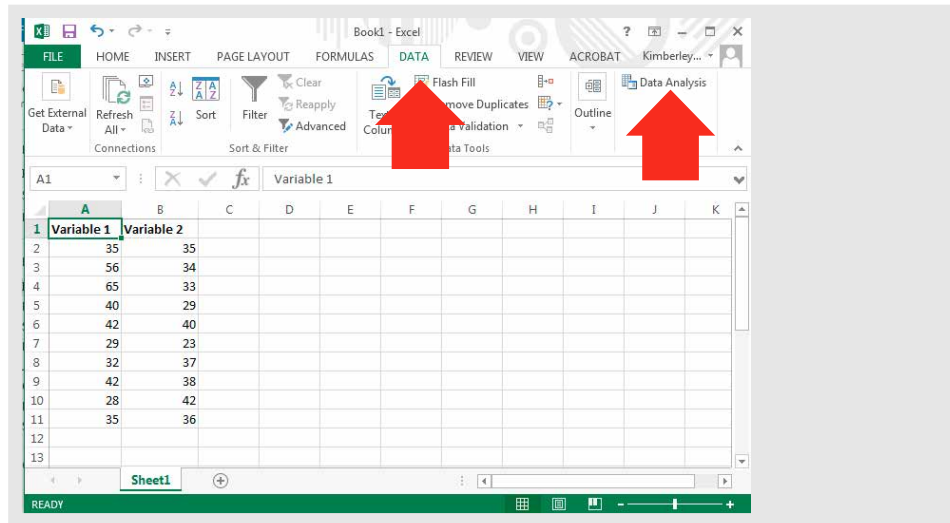 Book1 - Excel
FILE HOME INSERT PAGE LAYOUT FORMULAS DATA REVIEW VIEW ACROBAT Kimberley...
Get External Data
Refresh All
Connections
Sort
Filter
Clear
Reapply
Advanced
Sort & Filter
Flash Fill
Outline
Data Analysis
A1 fx Variable 1
A B C D E F G H I J K
1 Variable 1 Variable 2
2 35 35
3 56 34
4 65 33
5 40 29
6 42 40
7 29 23
8 32 37
9 42 38
10 28 42
11 35 36
12
13
Sheet1
READY